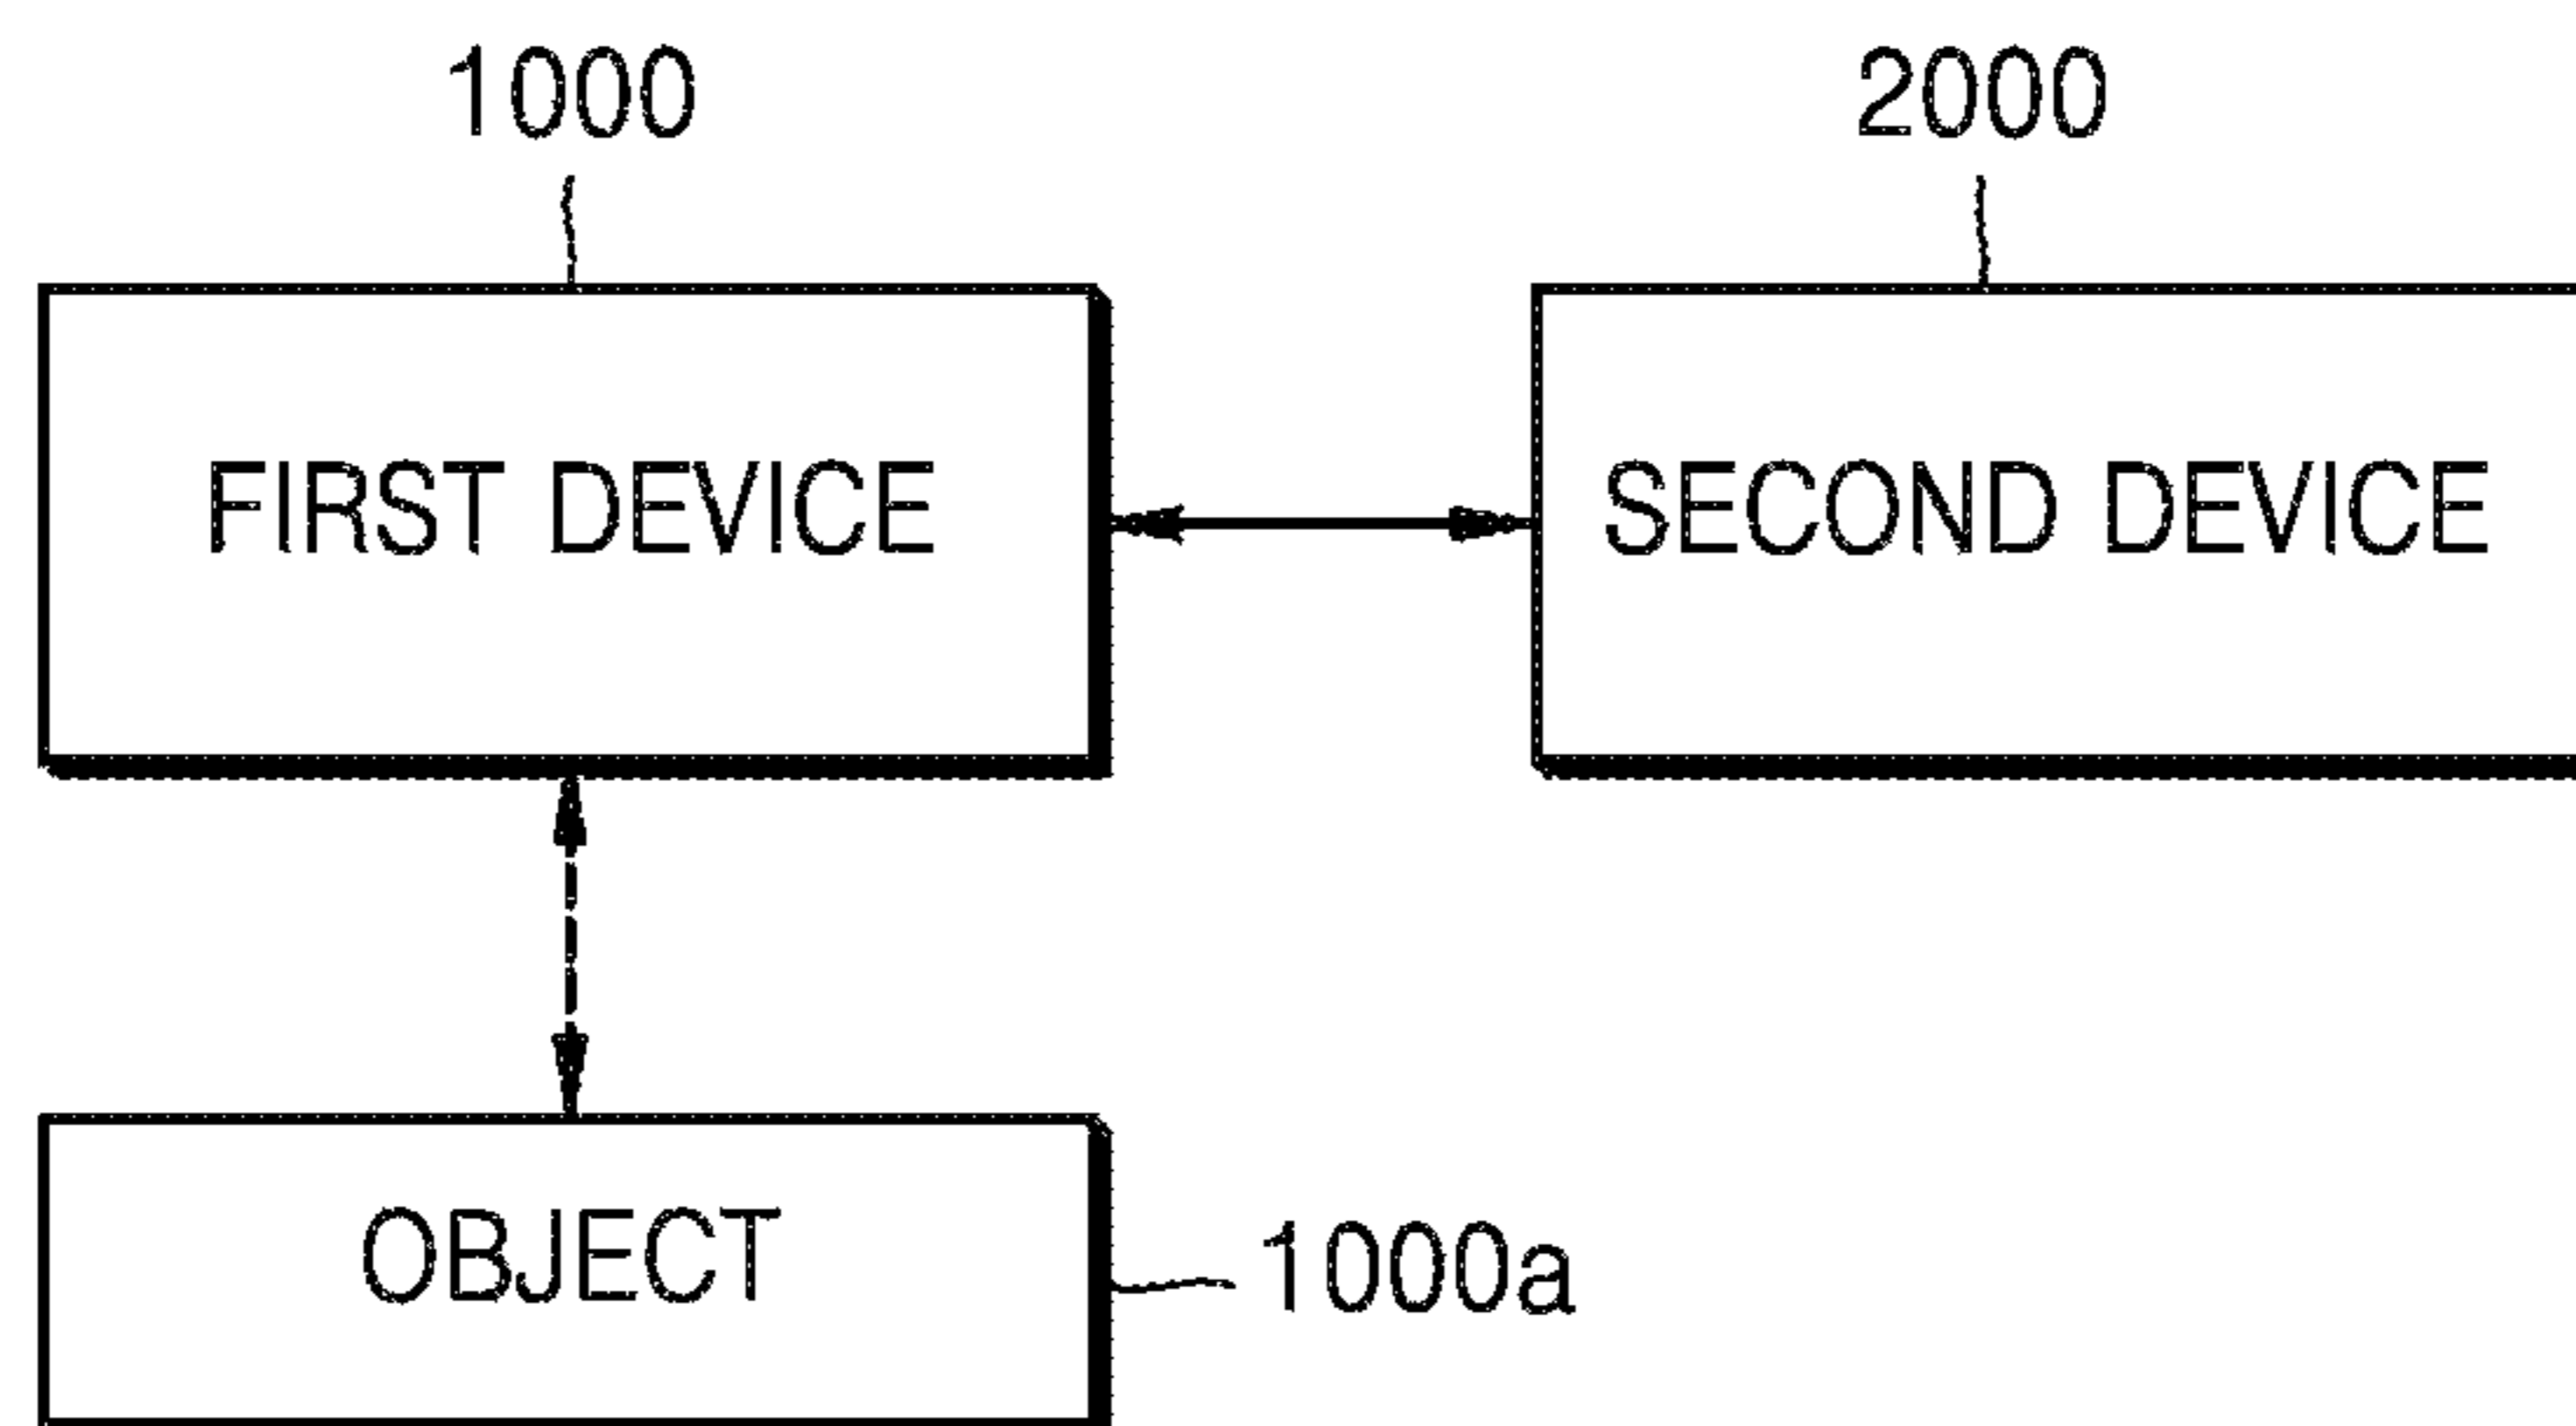 1000
2000
FIRST DEVICE
SECOND DEVICE
OBJECT
1000a